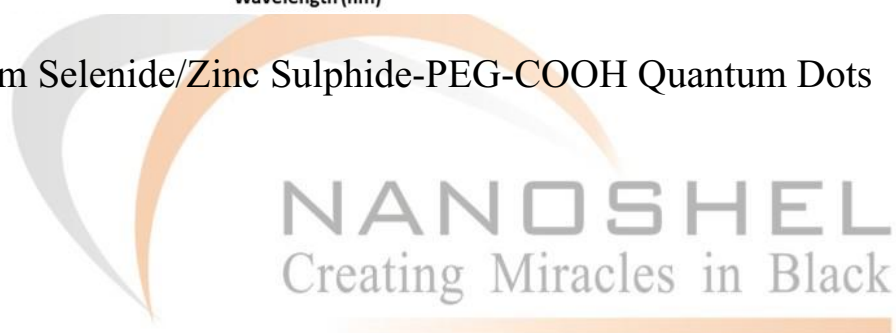 Wavelength (nm)
m Selenide/Zinc Sulphide-PEG-COOH Quantum Dots
NANOSHEL
Creating Miracles in Black